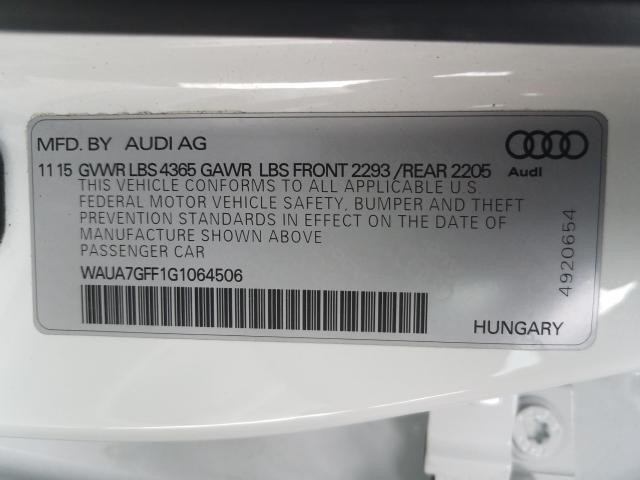 MFD. BY AUDI AG
11 15 GVWR LBS 4365 GAWR LBS FRONT 2293 /REAR 2205
THIS VEHICLE CONFORMS TO ALL APPLICABLE U.S.
FEDERAL MOTOR VEHICLE SAFETY, BUMPER AND THEFT
PREVENTION STANDARDS IN EFFECT ON THE DATE OF
MANUFACTURE SHOWN ABOVE
PASSENGER CAR
WAUA7GFF1G1064506
HUNGARY
Audi
4920654